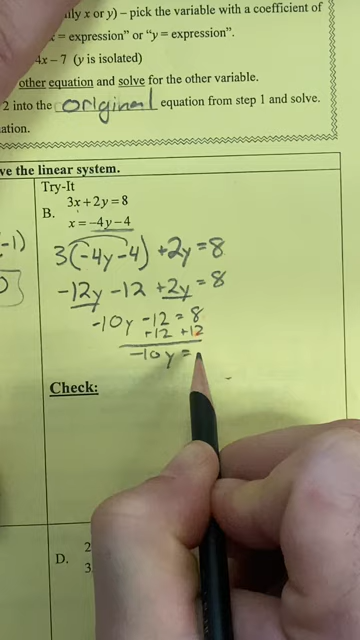 lly x or y) – pick the variable with a coefficient of
= expression" or "y = expression".
4x – 7 (y is isolated)
other equation and solve for the other variable.
2 into the original equation from step 1 and solve.
ation.
ve the linear system.
Try-It
B. 3x + 2y = 8
x = –4y – 4
-1)
3(-4y-4) +2y = 8
-12y -12 +2y = 8
-10y -12 = 8
+12 +12
-10y =
Check:
D. 2
3